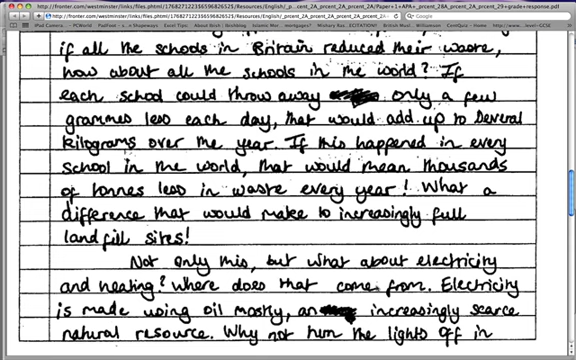 if all the schools in Britain reduced their waste,
how about all the schools in the world? If
each school could throw away only a few
grammes less each day, that would add up to several
kilograms over the year. If this happened in every
school in the world, that would mean thousands
of tonnes less in waste every year! What a
difference that would make to increasingly full
landfill sites!
Not only this, but what about electricity
and heating? Where does that come from. Electricity
is made using oil mostly, an increasingly scarce
natural resource. Why not turn the lights off in